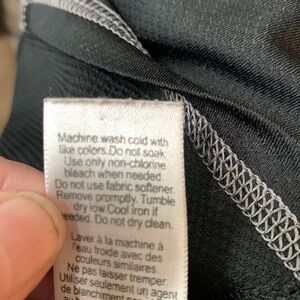 Machine wash cold with
like colors.Do not soak
Use only non-chlorine
bleach when needed.
Do not use fabric softener
Remove promptly. Tumble
dry low Cool iron if
needed. Do not dry clean.
Laver à la machine à
eau froide avec des
couleurs similaires.
Ne pas laisser tremper
Utiliser seulement un agent
de blanchiment